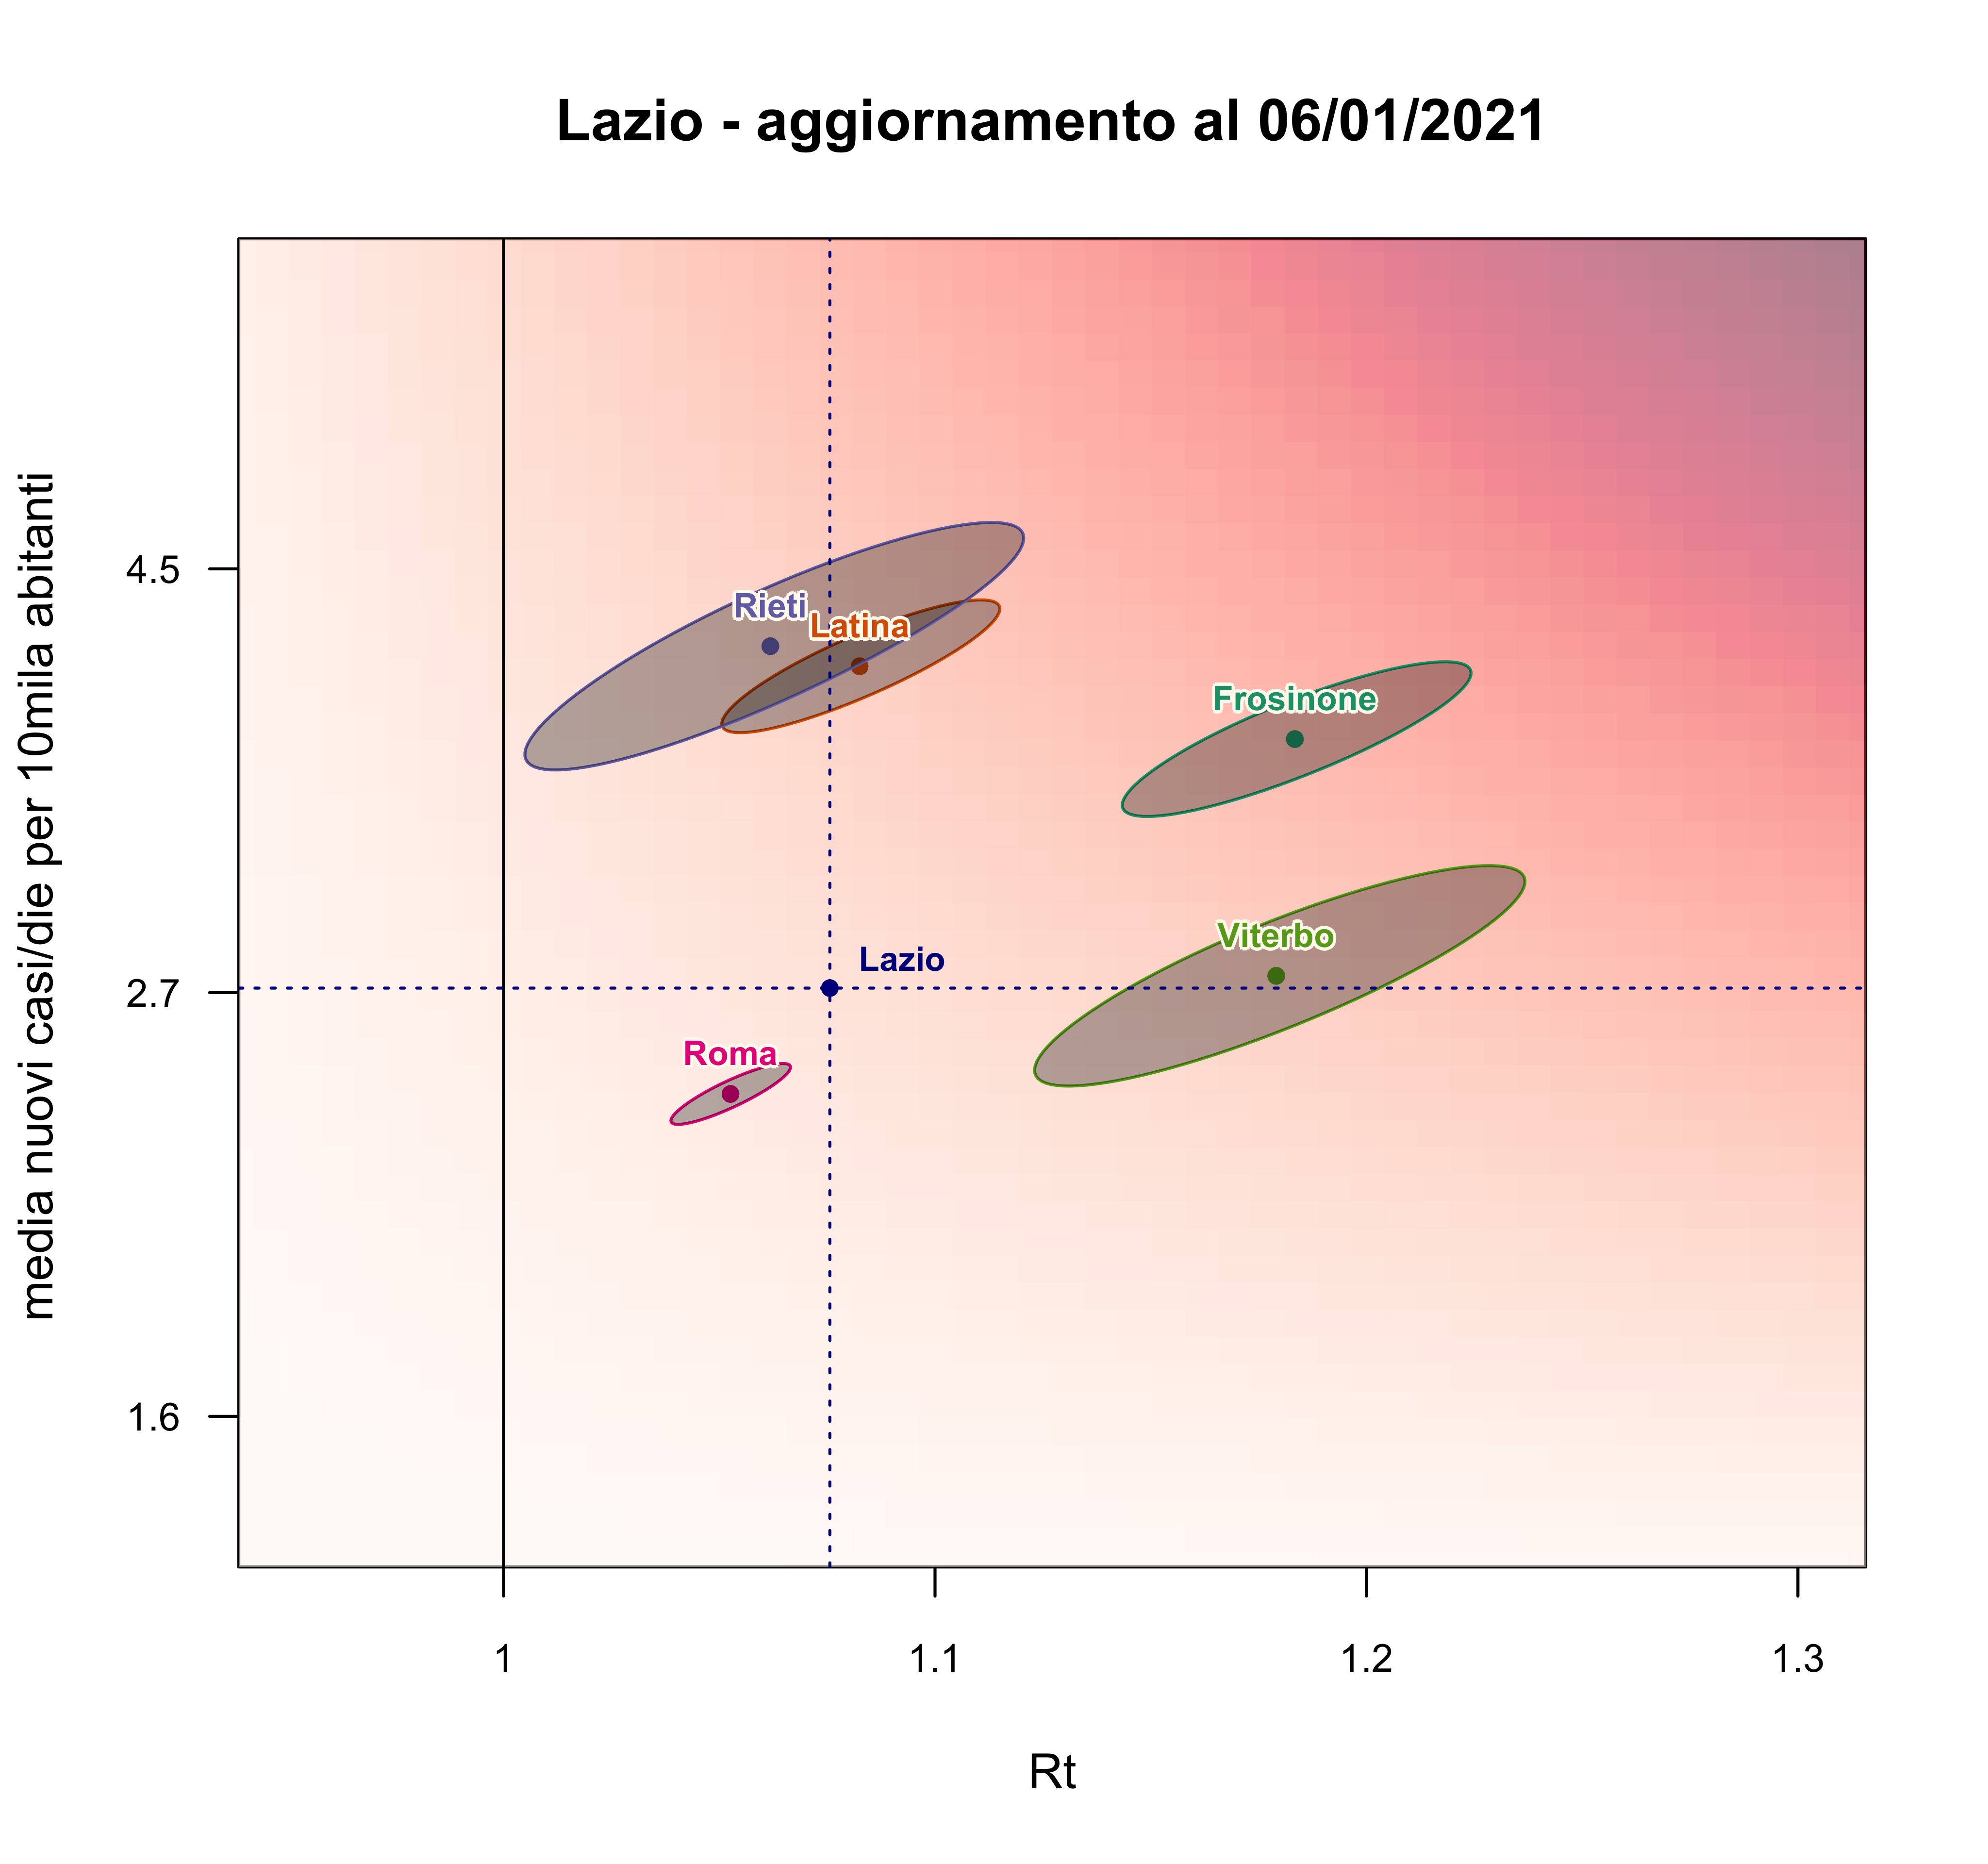 Lazio - aggiornamento al 06/01/2021
media nuovi casi/die per 10mila abitanti
4.5
2.7
1.6
Rieti
Latina
Frosinone
Viterbo
Lazio
Roma
1
1.1
1.2
1.3
Rt